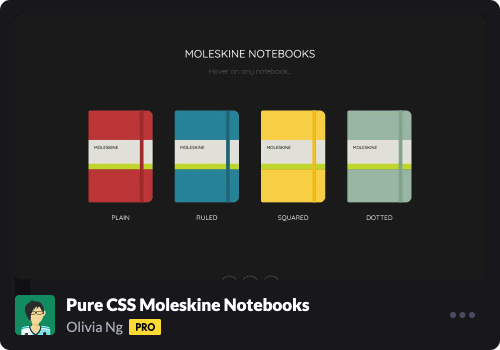 MOLESKINE NOTEBOOKS
Hover on any notebook.
MOLESKINE MOLESKINE MOLESKINE MOLESKINE
PLAIN RULED SQUARED DOTTED
Pure CSS Moleskine Notebooks
Olivia Ng PRO